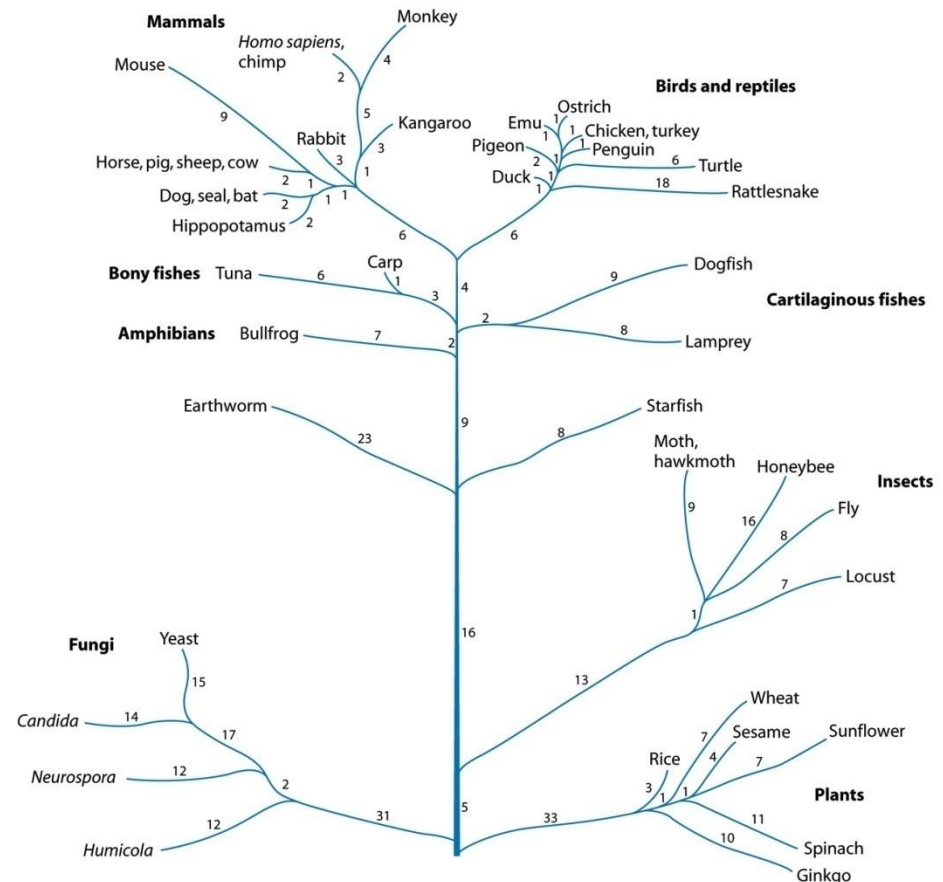 Monkey
Mammals
Homo sapiens,
chimp
Mouse
4
2
9
5
Kangaroo
Rabbit
3
3
Horse, pig, sheep, cow
2
1
1
Dog, seal, bat
2
1
1
Hippopotamus
2
6
Birds and reptiles
Ostrich
Emu
1
1
1
Chicken, turkey
Pigeon
1
1
Penguin
2
6
Turtle
Duck
1
1
18
Rattlesnake
6
Carp
Bony fishes
Tuna
6
1
3
4
9
Dogfish
Cartilaginous fishes
2
8
Lamprey
Amphibians
Bullfrog
7
2
Earthworm
23
9
8
Starfish
Moth,
hawkmoth
Honeybee
Insects
9
16
Fly
8
Locust
7
1
16
13
Fungi
Yeast
15
Candida
14
17
Neurospora
12
2
12
31
Humicola
5
33
Wheat
Sesame
Sunflower
Rice
7
4
7
3
1
1
Plants
11
10
Spinach
Ginkgo